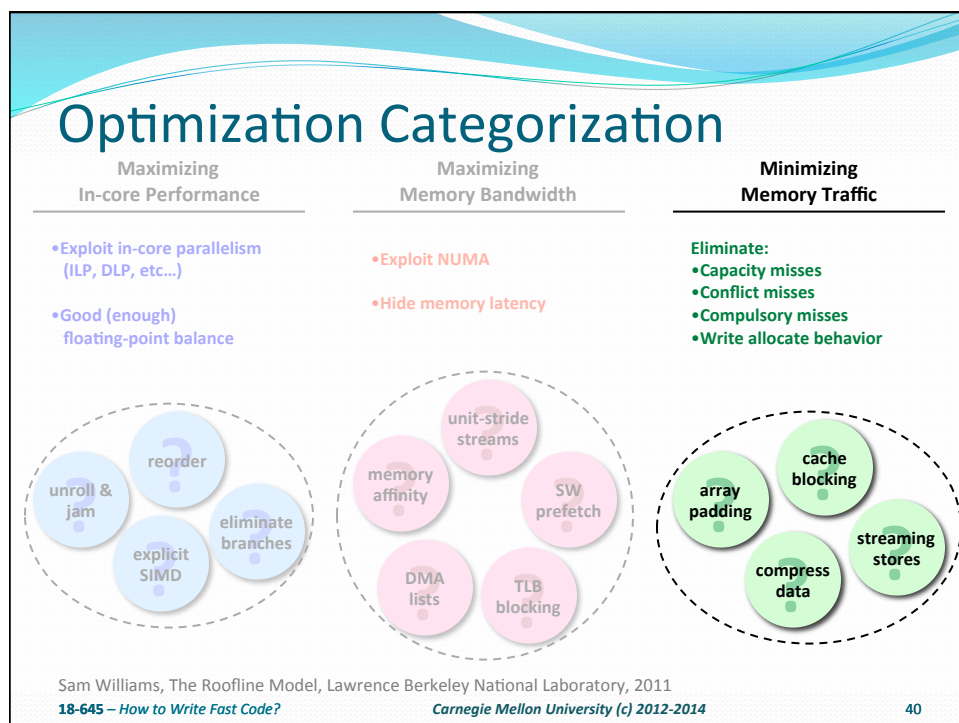 Optimization Categorization
Maximizing
In-core Performance
•Exploit in-core parallelism
(ILP, DLP, etc…)
•Good (enough)
floating-point balance
reorder
unroll &
jam
eliminate
branches
explicit
SIMD
Maximizing
Memory Bandwidth
•Exploit NUMA
•Hide memory latency
unit-stride
streams
memory
affinity
SW
prefetch
DMA
lists
TLB
blocking
Minimizing
Memory Traffic
Eliminate:
•Capacity misses
•Conflict misses
•Compulsory misses
•Write allocate behavior
cache
blocking
array
padding
streaming
stores
compress
data
Sam Williams, The Roofline Model, Lawrence Berkeley National Laboratory, 2011
18-645 – How to Write Fast Code?
Carnegie Mellon University (c) 2012-2014
40